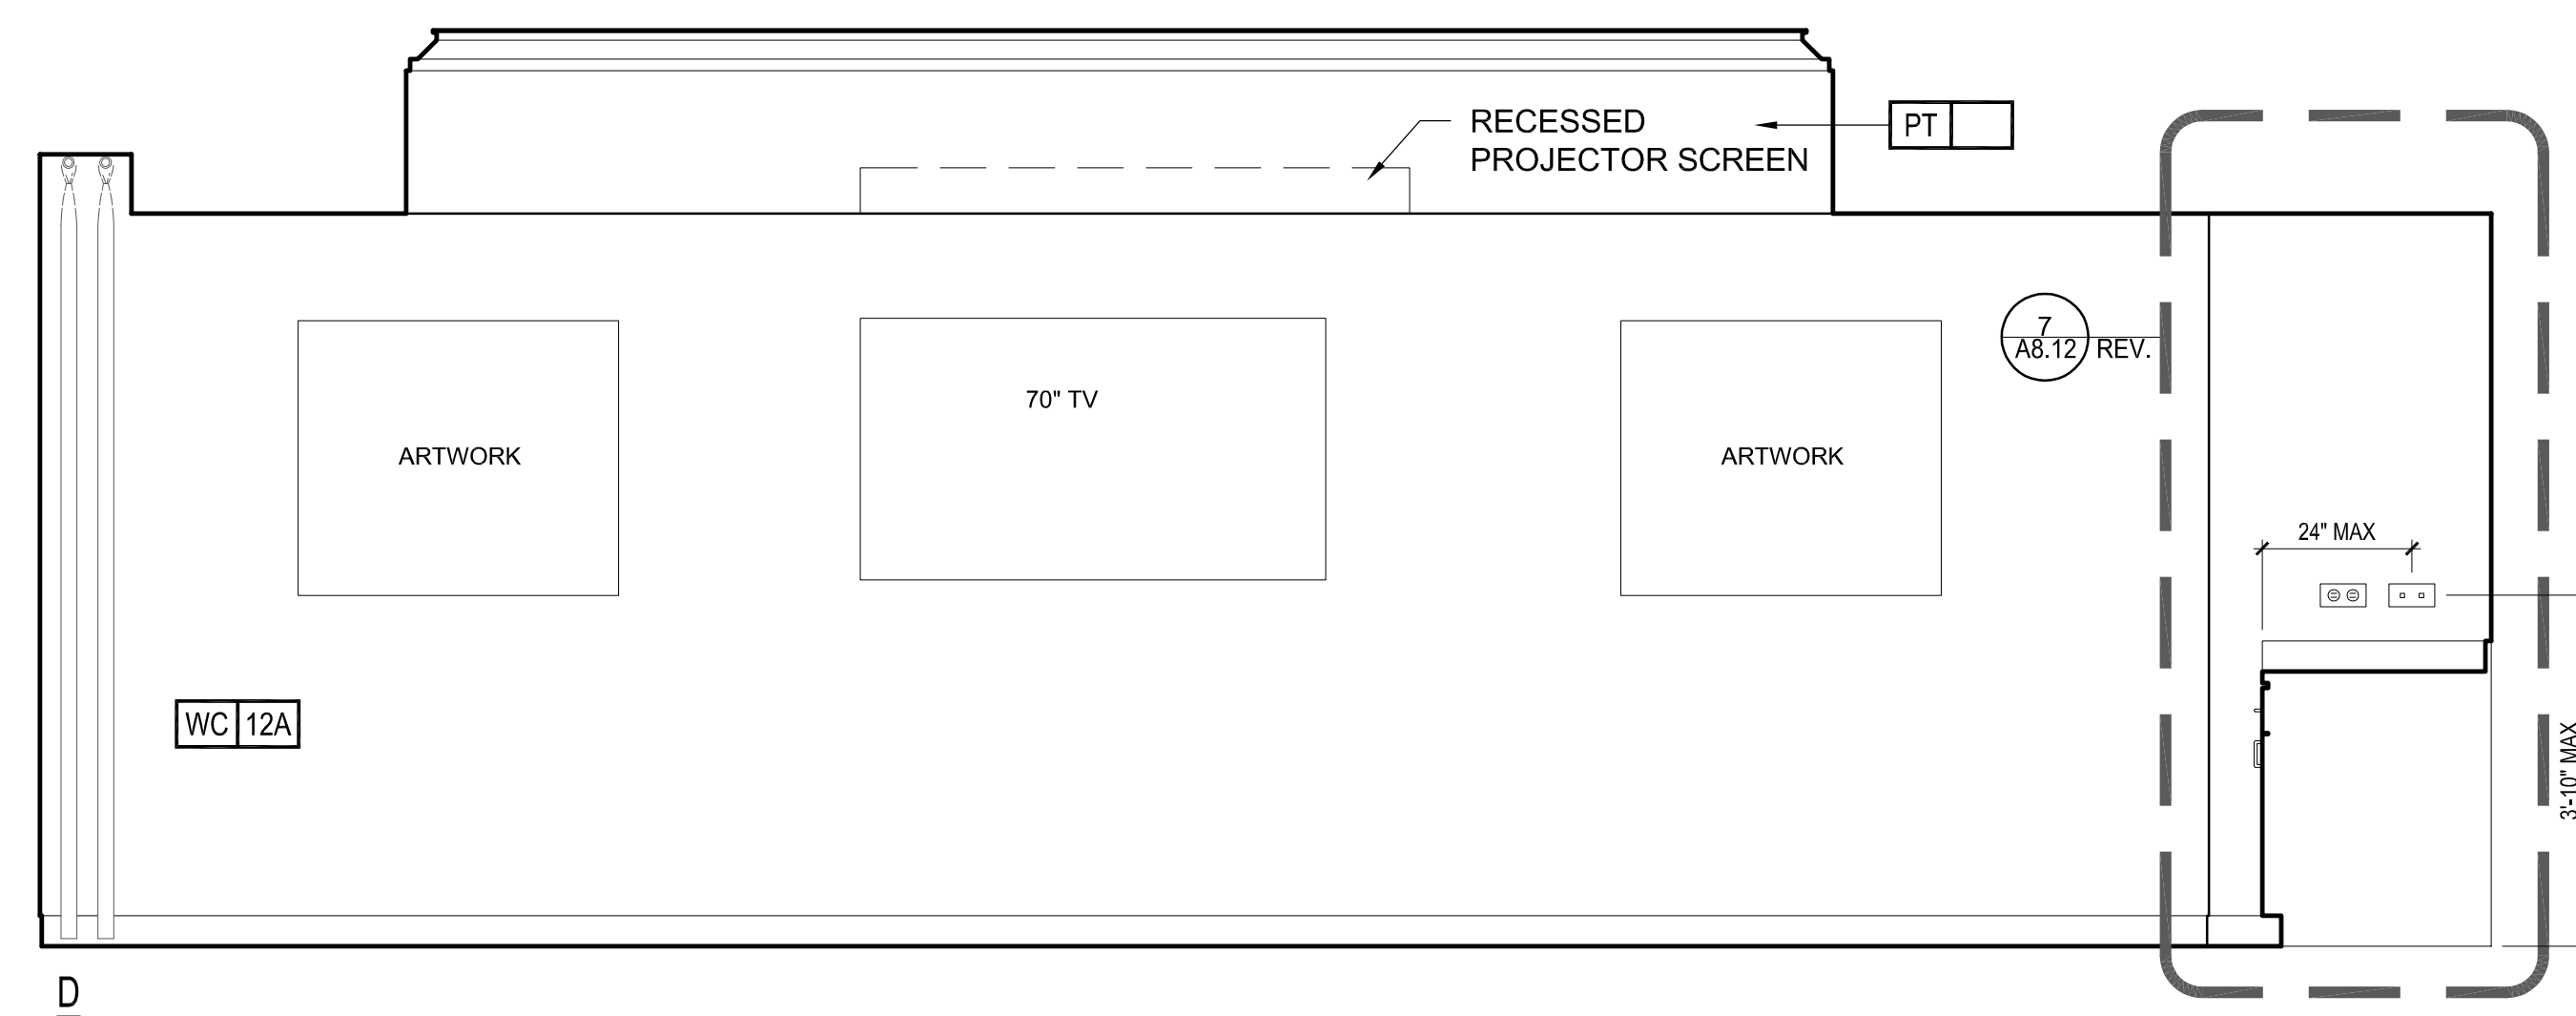 RECESSED
PROJECTOR SCREEN
PT
7
A8.12 REV.
70" TV
ARTWORK
ARTWORK
24" MAX
WC 12A
3'-10" MAX
D